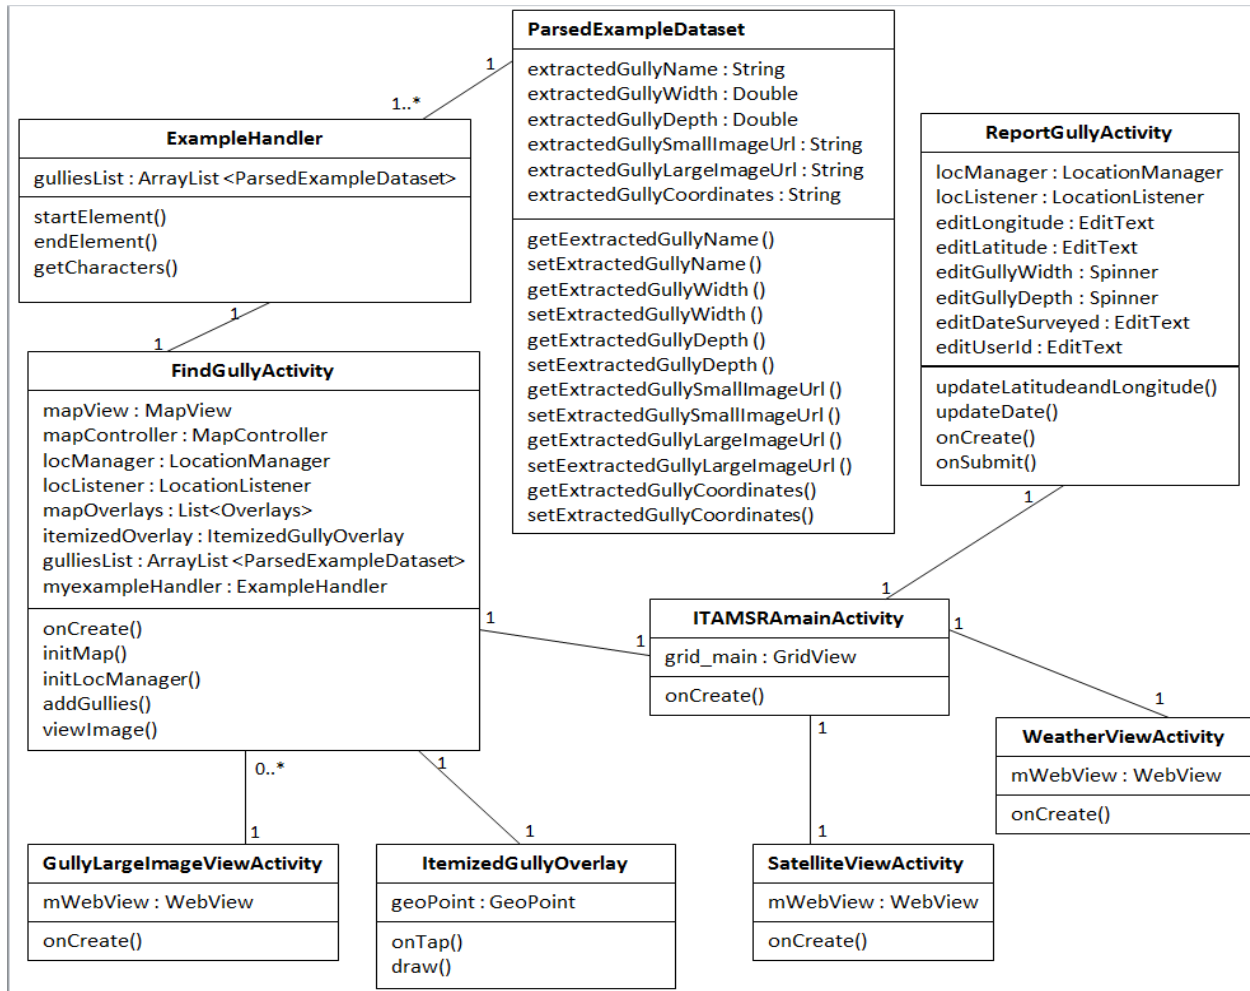 ParsedExampleDataset
extractedGullyName : String
extractedGullyWidth : Double
extractedGullyDepth : Double
extractedGullySmallImageUrl : String
extractedGullyLargeImageUrl : String
extractedGullyCoordinates : String
getEextractedGullyName ()
setExtractedGullyName ()
getExtractedGullyWidth ()
setExtractedGullyWidth ()
getExtractedGullyDepth ()
setEextractedGullyDepth ()
getExtractedGullySmallImageUrl ()
setExtractedGullySmallImageUrl ()
getExtractedGullyLargeImageUrl ()
setEextractedGullyLargeImageUrl ()
getExtractedGullyCoordinates()
setExtractedGullyCoordinates()
1
1..*
ExampleHandler
gulliesList : ArrayList <ParsedExampleDataset>
startElement()
endElement()
getCharacters()
1
1
ReportGullyActivity
locManager : LocationManager
locListener : LocationListener
editLongitude : EditText
editLatitude : EditText
editGullyWidth : Spinner
editGullyDepth : Spinner
editDateSurveyed : EditText
editUserId : EditText
updateLatitudeandLongitude()
updateDate()
onCreate()
onSubmit()
1
1
FindGullyActivity
mapView : MapView
mapController : MapController
locManager : LocationManager
locListener : LocationListener
mapOverlays : List<Overlays>
itemizedOverlay : ItemizedGullyOverlay
gulliesList : ArrayList <ParsedExampleDataset>
myexampleHandler : ExampleHandler
onCreate()
initMap()
initLocManager()
addGullies()
viewImage()
1
1
ITAMSRAmainActivity
grid_main : GridView
onCreate()
1
1
WeatherViewActivity
mWebView : WebView
onCreate()
0..*
1
1
1
1
1
GullyLargeImageViewActivity
mWebView : WebView
onCreate()
ItemizedGullyOverlay
geoPoint : GeoPoint
onTap()
draw()
SatelliteViewActivity
mWebView : WebView
onCreate()